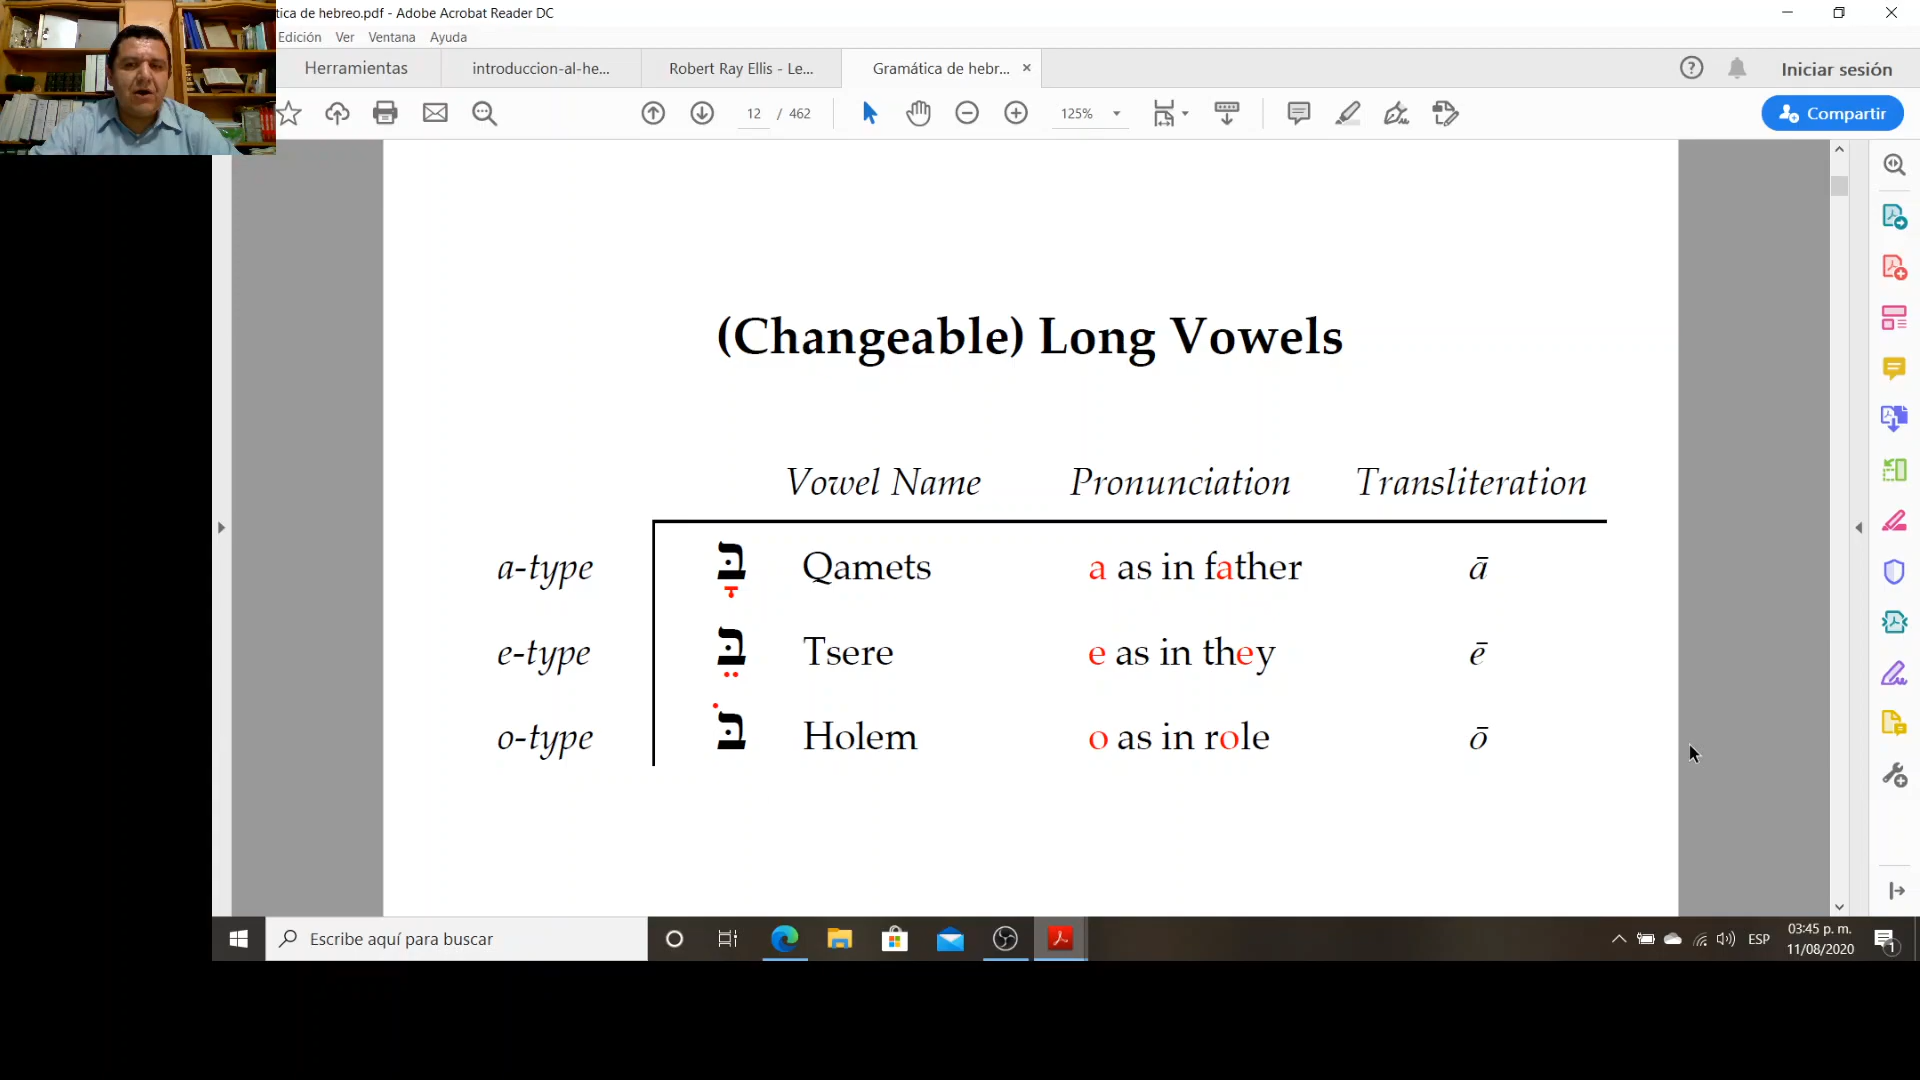 tica de hebreo.pdf - Adobe Acrobat Reader DC
Edición Ver Ventana Ayuda
Herramientas introduccion-al-he... Robert Ray Ellis - Le... Gramática de hebr... × Iniciar sesión
12 / 462 125% Compartir
(Changeable) Long Vowels
Vowel Name Pronunciation Transliteration
a-type בָּ Qamets a as in father ā
e-type בֵּ Tsere e as in they ē
o-type בֹּ Holem o as in role ō
Escribe aquí para buscar
ESP
03:45 p. m.
11/08/2020
1